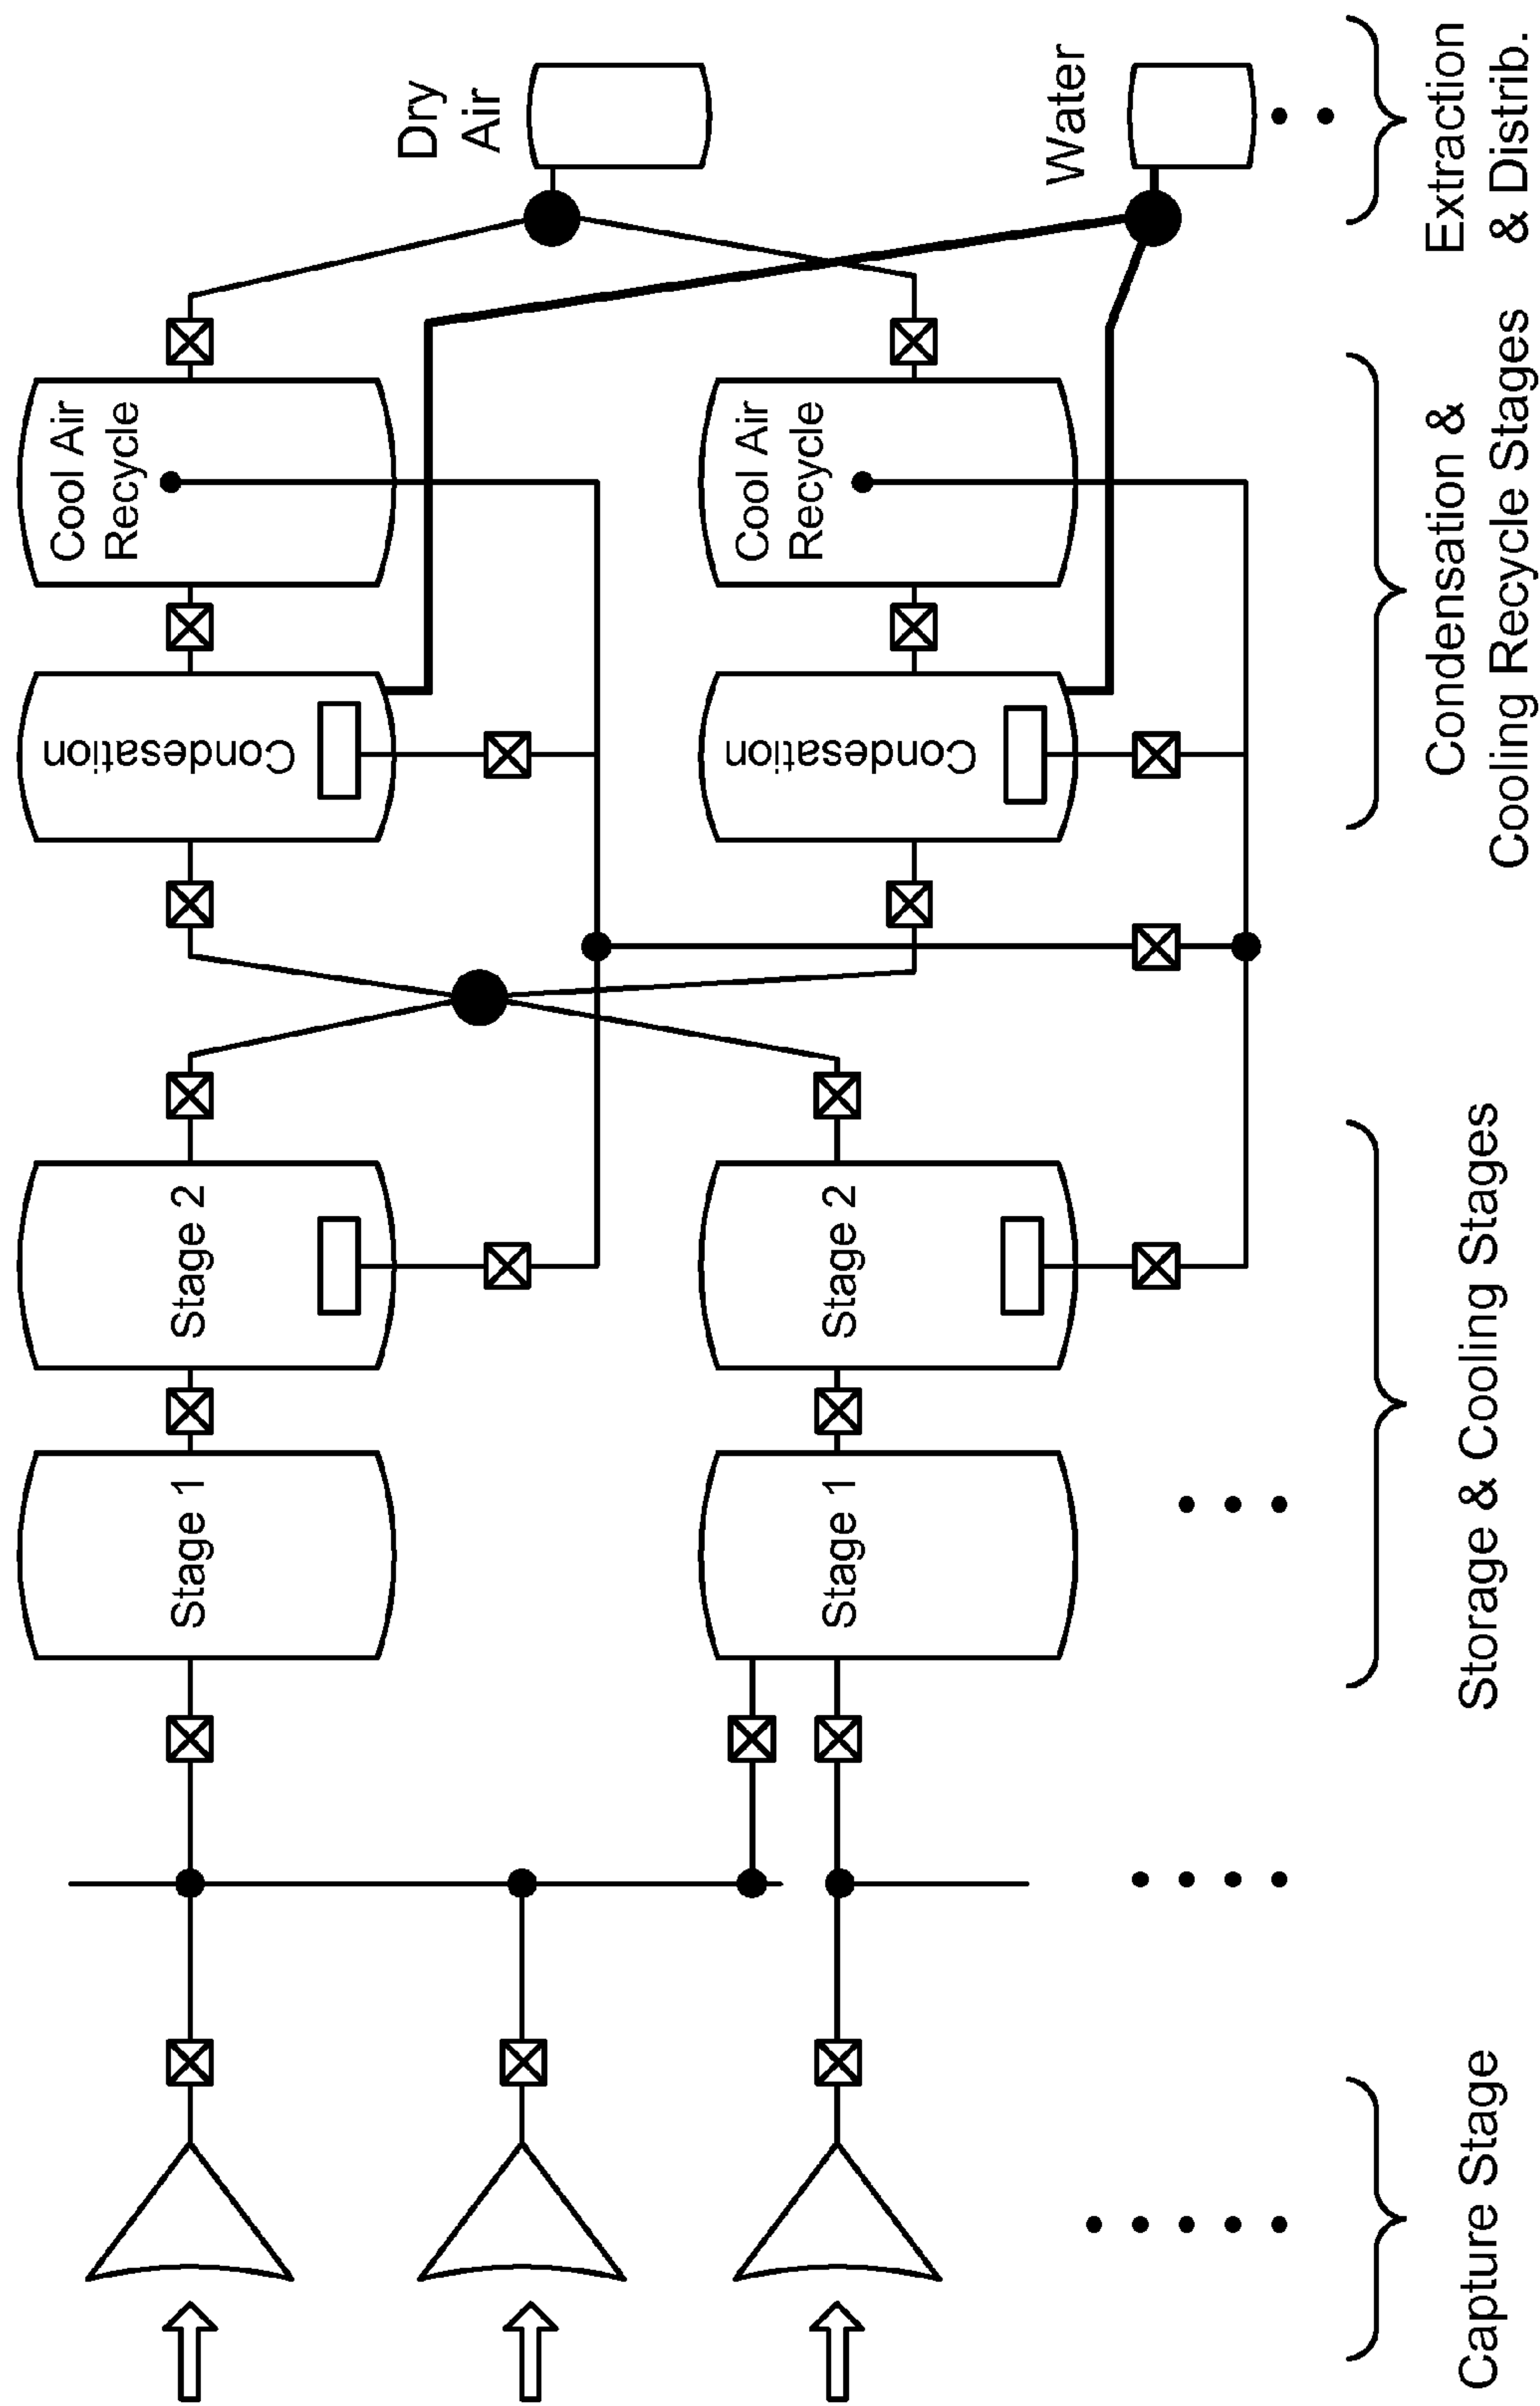 Stage 1
Stage 2
Condesation
Cool Air
Recycle
Dry
Air
Stage 1
Stage 2
Condesation
Cool Air
Recycle
Water
Capture Stage
Storage & Cooling Stages
Condensation &
Cooling Recycle Stages
Extraction
& Distrib.